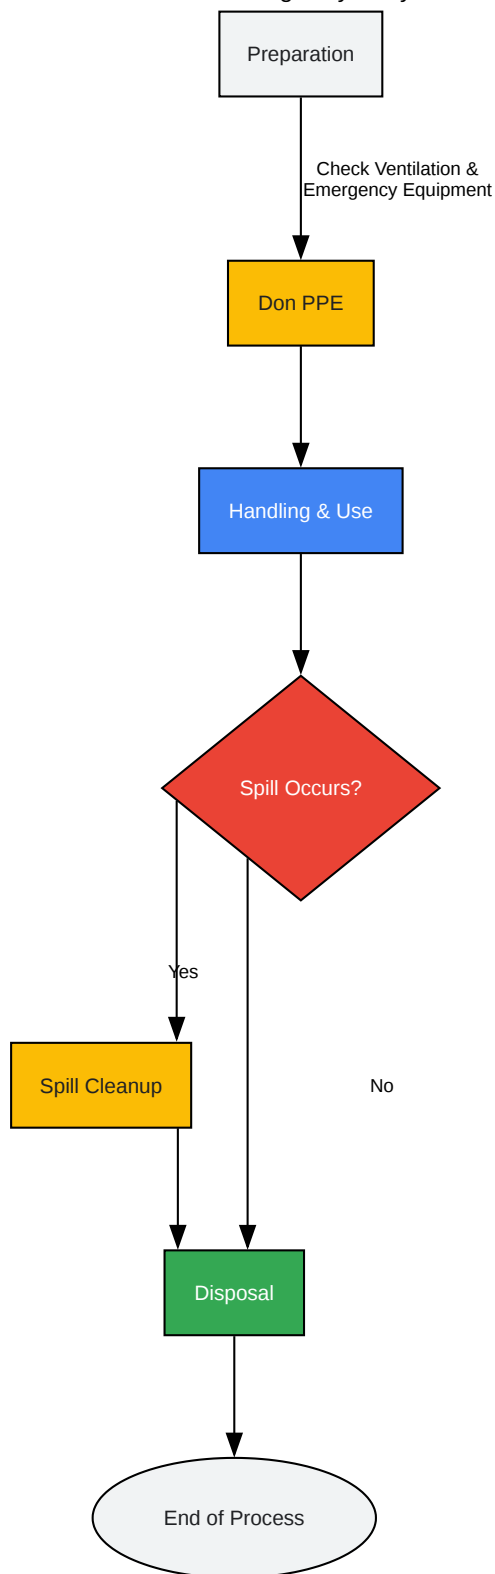 Preparation
Check Ventilation &
Emergency Equipment
Don PPE
Handling & Use
Spill Occurs?
Yes
Spill Cleanup
No
Disposal
End of Process